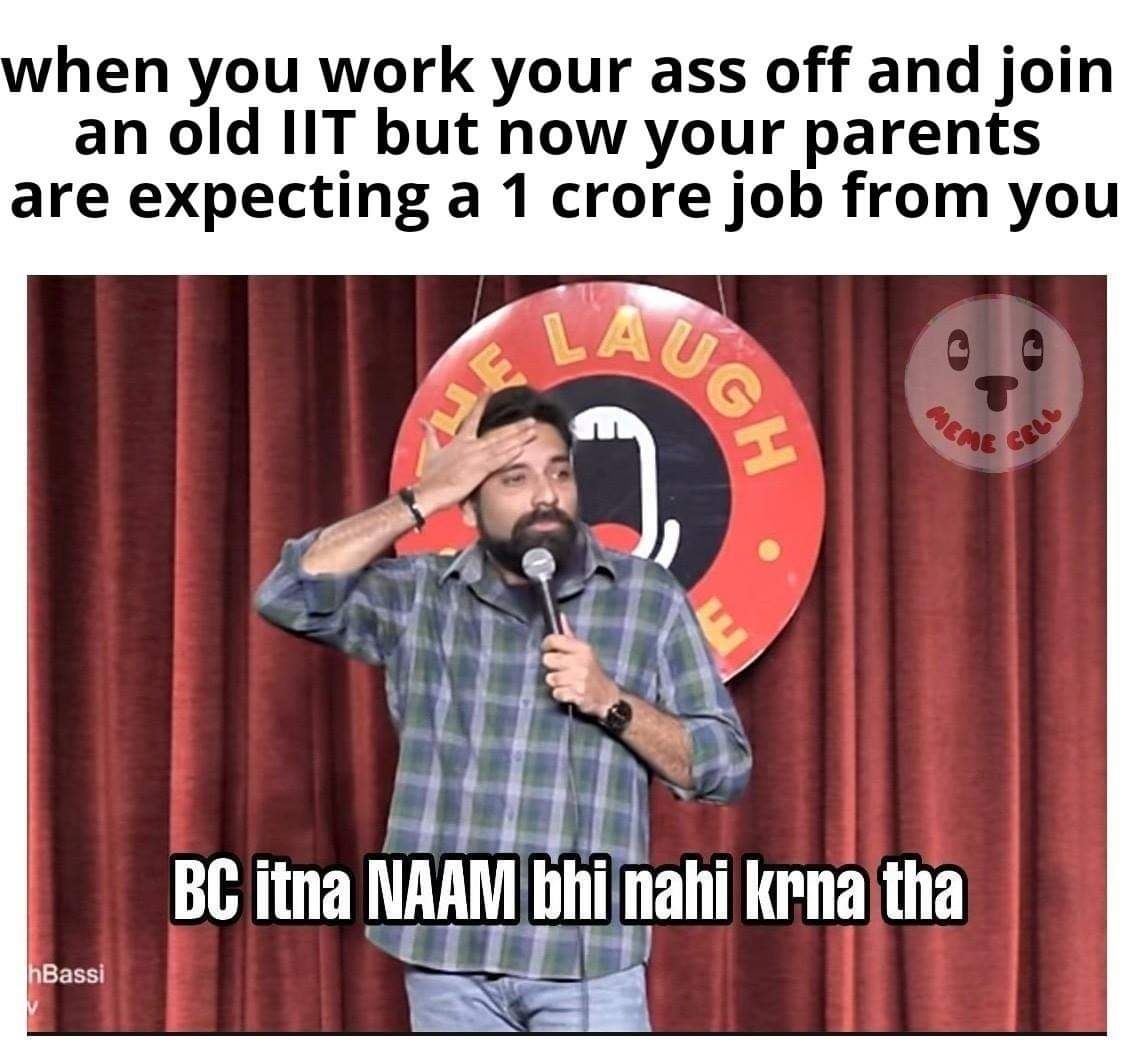 when you work your ass off and join
an old IIT but now your parents
are expecting a 1 crore job from you
THE LAUGH
E
MEME CELL
BC itna NAAM bhi nahi krna tha
hBassi
v